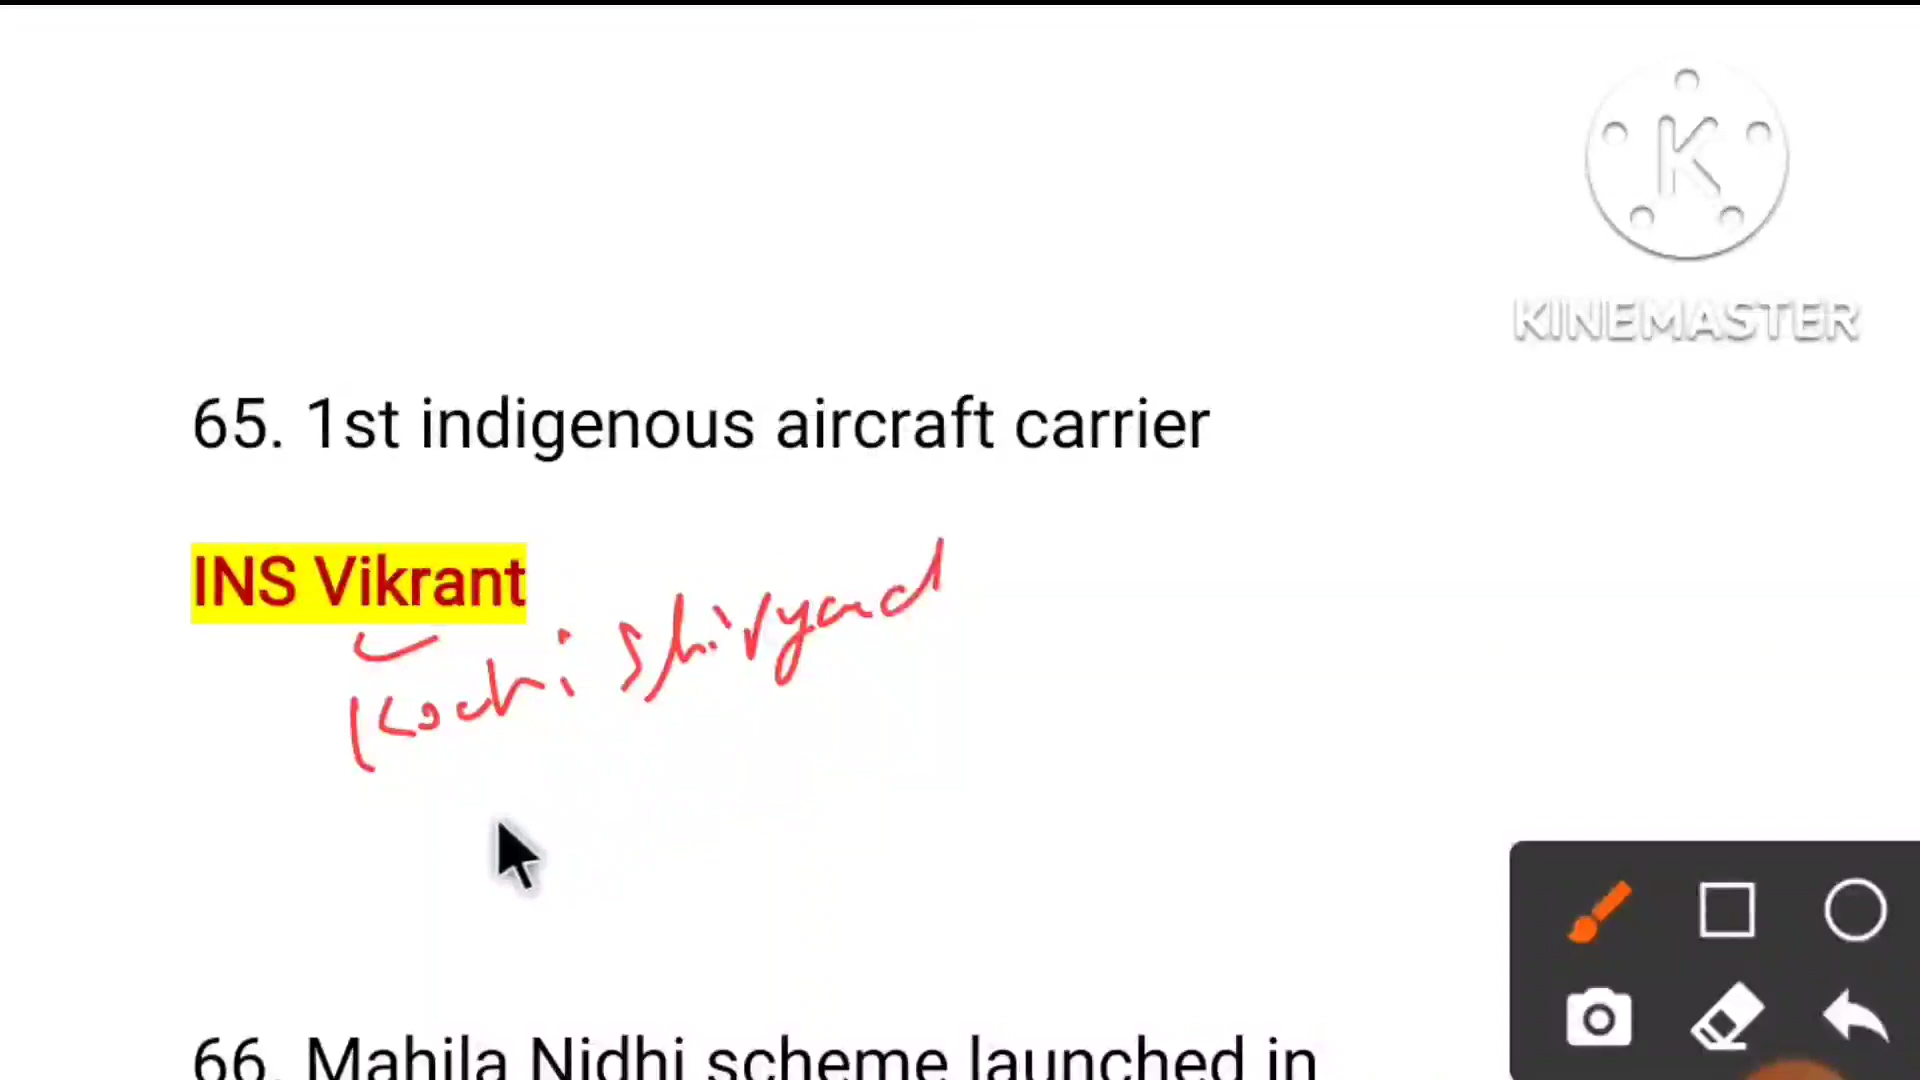 KINEMASTER
65. 1st indigenous aircraft carrier
INS Vikrant
Kochi Shipyard
66. Mahila Nidhi scheme launched in